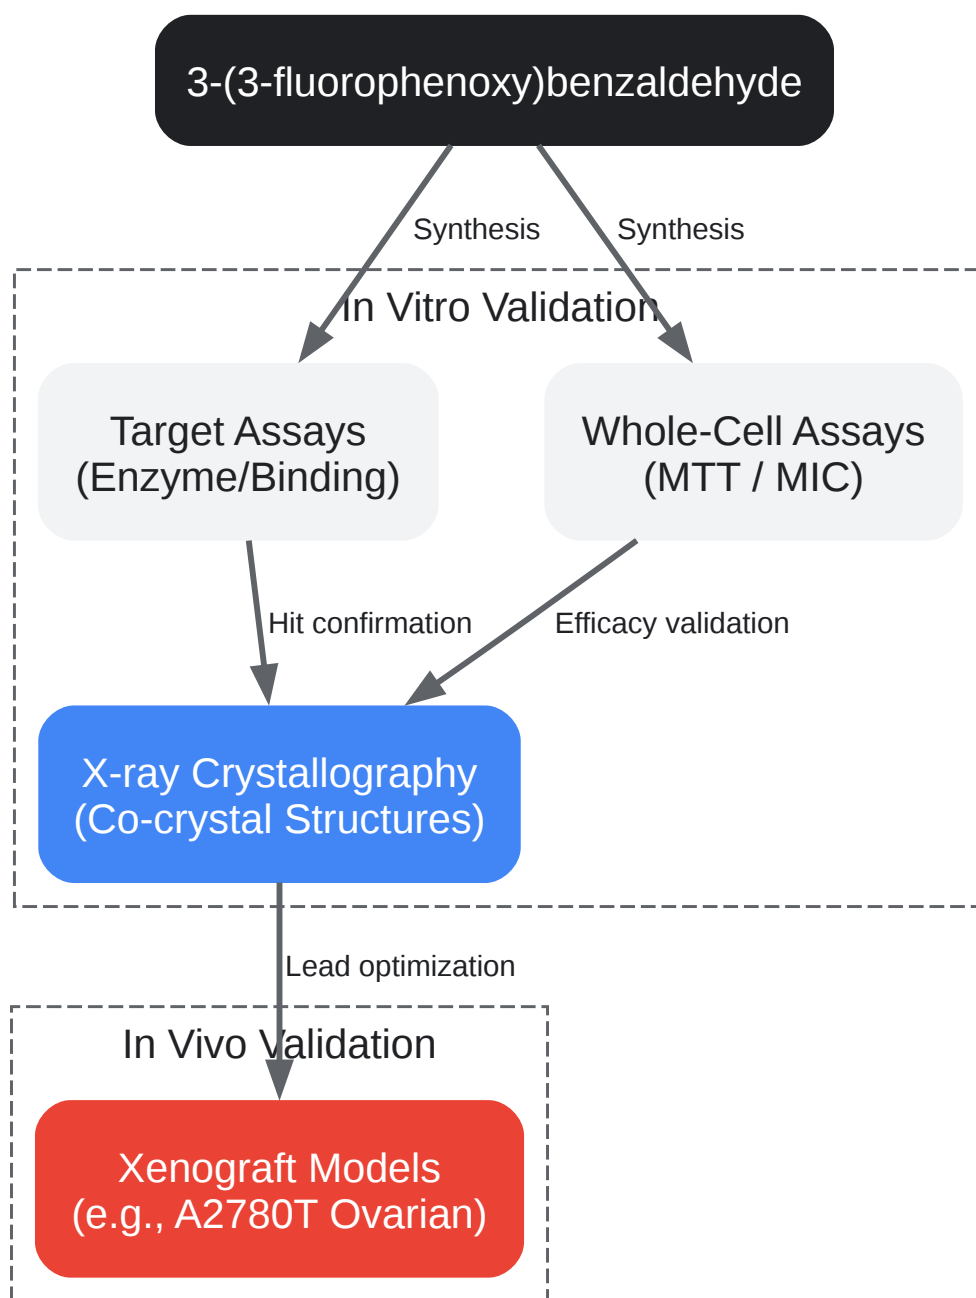 3-(3-fluorophenoxy)benzaldehyde
Synthesis
Synthesis
In Vitro Validation
Target Assays
(Enzyme/Binding)
Whole-Cell Assays
(MTT / MIC)
Hit confirmation
Efficacy validation
X-ray Crystallography
(Co-crystal Structures)
Lead optimization
In Vivo Validation
Xenograft Models
(e.g., A2780T Ovarian)